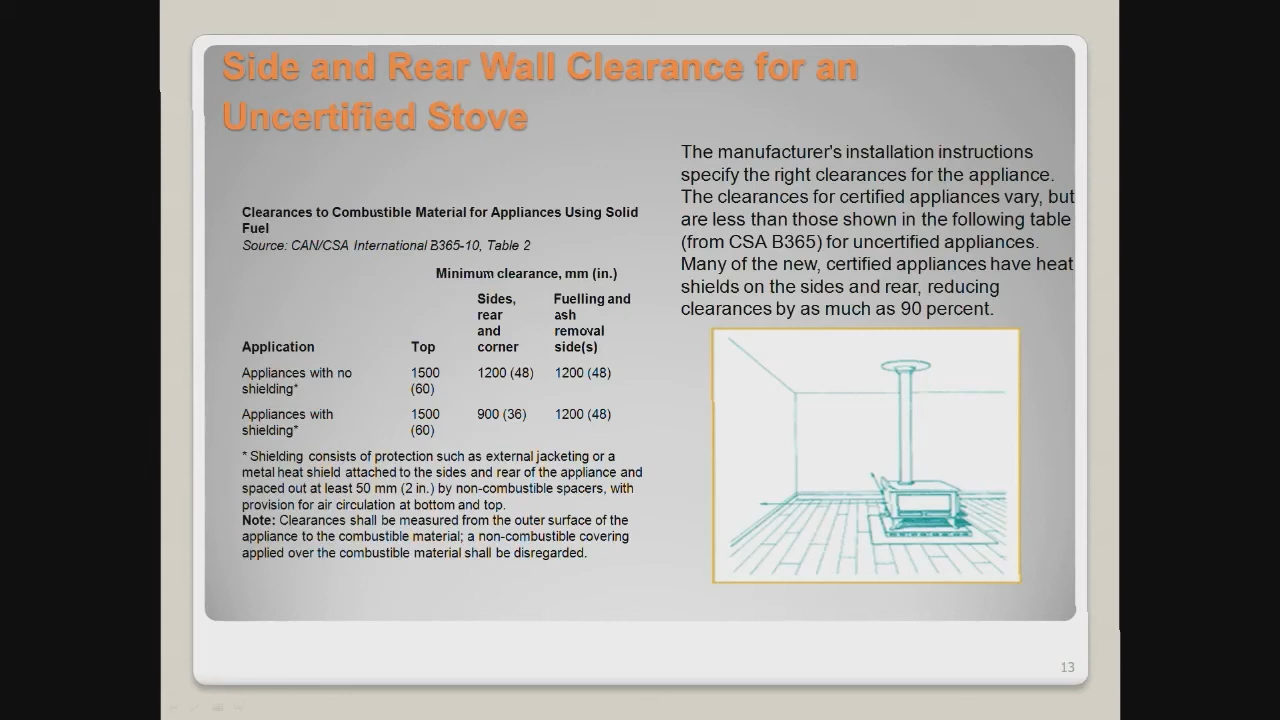 Side and Rear Wall Clearance for an
Uncertified Stove
Clearances to Combustible Material for Appliances Using Solid
Fuel
Source: CAN/CSA International B365-10, Table 2
Minimum clearance, mm (in.)
Application Top Sides, rear and corner Fuelling and ash removal side(s)
Appliances with no shielding* 1500 (60) 1200 (48) 1200 (48)
Appliances with shielding* 1500 (60) 900 (36) 1200 (48)
* Shielding consists of protection such as external jacketing or a
metal heat shield attached to the sides and rear of the appliance and
spaced out at least 50 mm (2 in.) by non-combustible spacers, with
provision for air circulation at bottom and top.
Note: Clearances shall be measured from the outer surface of the
appliance to the combustible material; a non-combustible covering
applied over the combustible material shall be disregarded.
The manufacturer's installation instructions
specify the right clearances for the appliance.
The clearances for certified appliances vary, but
are less than those shown in the following table
(from CSA B365) for uncertified appliances.
Many of the new, certified appliances have heat
shields on the sides and rear, reducing
clearances by as much as 90 percent.
13